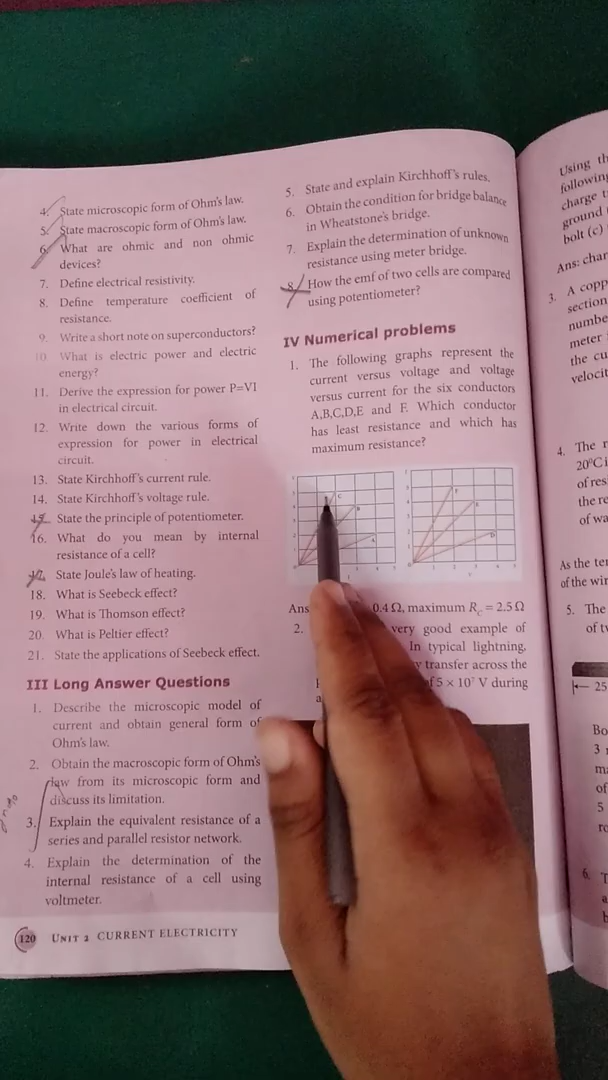 4. State microscopic form of Ohm's law.
5. State macroscopic form of Ohm's law.
6. What are ohmic and non ohmic
devices?
7. Define electrical resistivity.
8. Define temperature coefficient of
resistance.
9. Write a short note on superconductors?
10. What is electric power and electric
energy?
11. Derive the expression for power P=VI
in electrical circuit.
12. Write down the various forms of
expression for power in electrical
circuit.
13. State Kirchhoff's current rule.
14. State Kirchhoff's voltage rule.
15. State the principle of potentiometer.
16. What do you mean by internal
resistance of a cell?
17. State Joule's law of heating.
18. What is Seebeck effect?
19. What is Thomson effect?
20. What is Peltier effect?
21. State the applications of Seebeck effect.
III Long Answer Questions
1. Describe the microscopic model of
current and obtain general form of
Ohm's law.
2. Obtain the macroscopic form of Ohm's
law from its microscopic form and
discuss its limitation.
3. Explain the equivalent resistance of a
series and parallel resistor network.
4. Explain the determination of the
internal resistance of a cell using
voltmeter.
120 UNIT 2 CURRENT ELECTRICITY
5. State and explain Kirchhoff's rules.
6. Obtain the condition for bridge balance
in Wheatstone's bridge.
7. Explain the determination of unknown
resistance using meter bridge.
8. How the emf of two cells are compared
using potentiometer?
IV Numerical problems
1. The following graphs represent the
current versus voltage and voltage
versus current for the six conductors
A,B,C,D,E and F. Which conductor
has least resistance and which has
maximum resistance?
Ans 0.4 Ω, maximum R_C = 2.5 Ω
2. very good example of
In typical lightning,
transfer across the
5 × 10⁷ V during
Using
following
charge
ground
bolt (c)
Ans:
3. A
section
the
4. The
20°C
of res
the re
of wa
As the
of the
5. The
of
25
Bo
3
of
5
6.